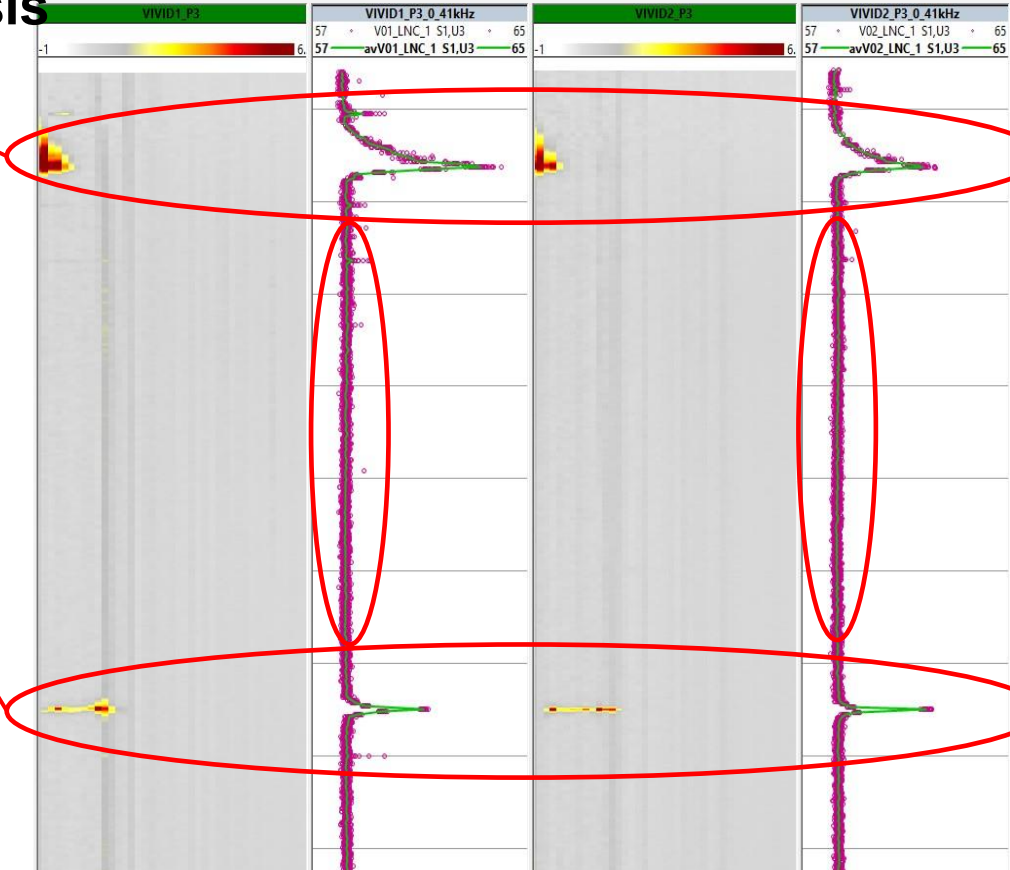 sis
VIVID1_P3
VIVID1_P3_0_41kHz
VIVID2_P3
VIVID2_P3_0_41kHz
57 V01_LNC_1 S1,U3 65
57 V02_LNC_1 S1,U3 65
-1 6.
57 avV01_LNC_1 S1,U3 65
-1 6.
57 avV02_LNC_1 S1,U3 65